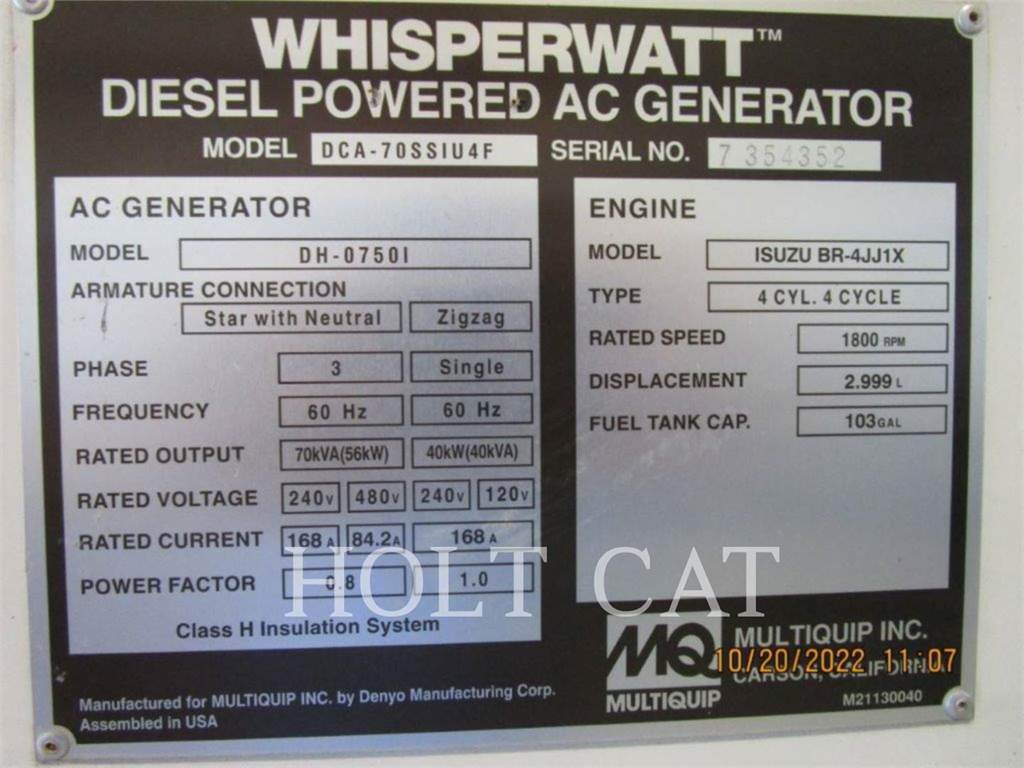 WHISPERWATT™
DIESEL POWERED AC GENERATOR
MODEL DCA-70SSIU4F SERIAL NO. 7354352
AC GENERATOR
MODEL DH-0750I
ARMATURE CONNECTION
Star with Neutral Zigzag
PHASE 3 Single
FREQUENCY 60 Hz 60 Hz
RATED OUTPUT 70kVA(56kW) 40kW(40kVA)
RATED VOLTAGE 240V 480V 240V 120V
RATED CURRENT 168 A 84.2A 168 A
POWER FACTOR 0.8 1.0
Class H Insulation System
ENGINE
MODEL ISUZU BR-4JJ1X
TYPE 4 CYL. 4 CYCLE
RATED SPEED 1800 RPM
DISPLACEMENT 2.999 L
FUEL TANK CAP. 103GAL
HOLT CAT
Manufactured for MULTIQUIP INC. by Denyo Manufacturing Corp.
Assembled in USA
MQ
MULTIQUIP
MULTIQUIP INC.
CARSON, CALIFORNIA
10/20/2022 11:07
M21130040